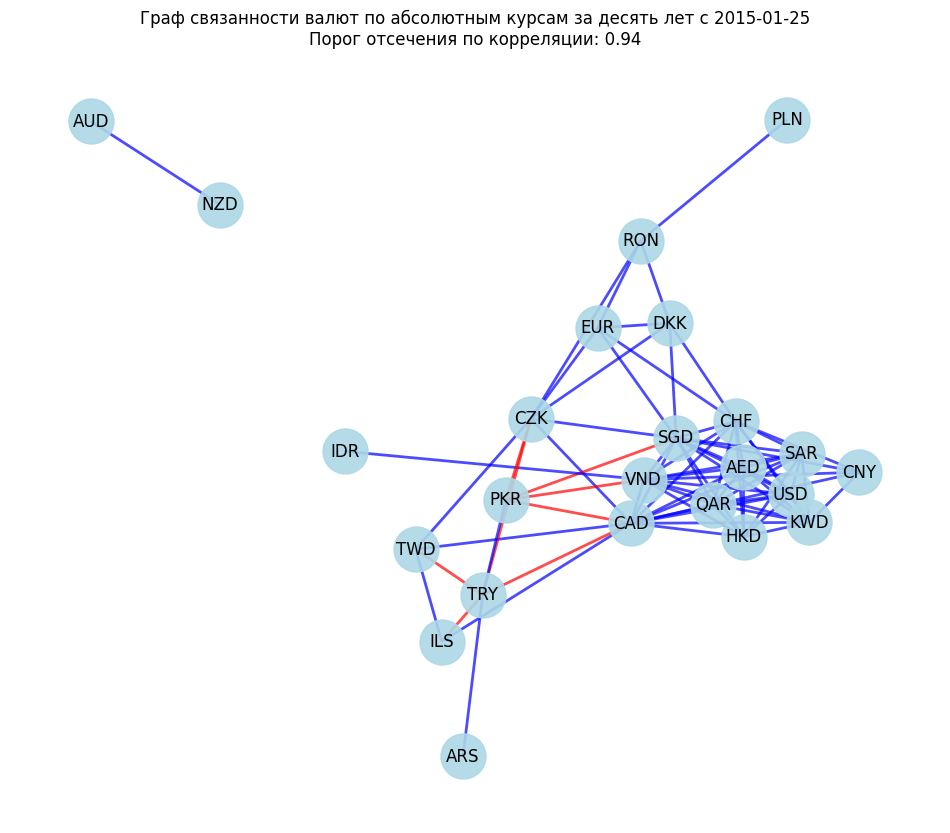 Граф связанности валют по абсолютным курсам за десять лет с 2015-01-25
Порог отсечения по корреляции: 0.94
AUD
PLN
NZD
RON
EUR
DKK
CZK
CHF
SGD
IDR
SAR
AED
CNY
VND
USD
PKR
QAR
CAD
KWD
HKD
TWD
TRY
ILS
ARS